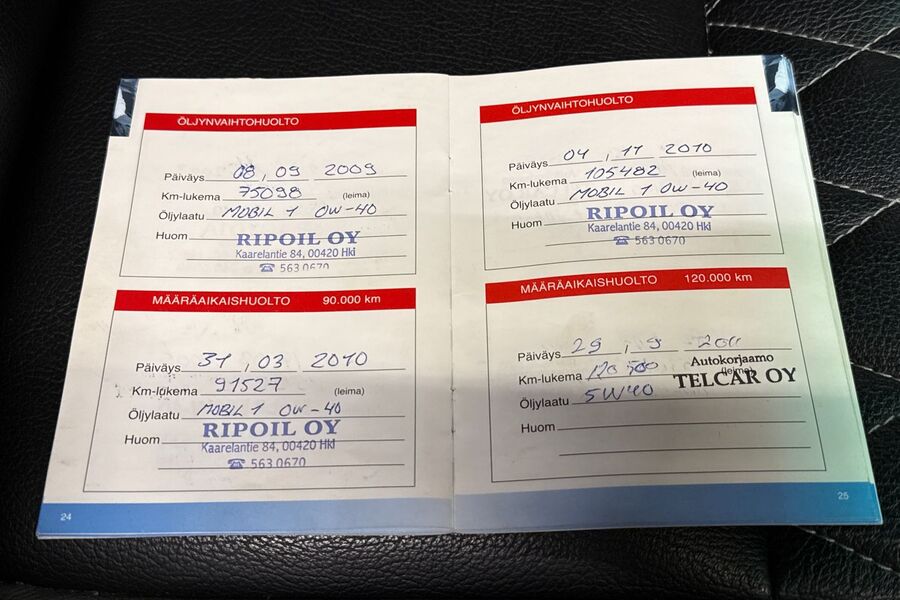 ÖLJYNVAIHTOHUOLTO
Päiväys 08,09 2009
Km-lukema 75098 (leima)
Öljylaatu MOBIL 1 0W-40
Huom
RIPOIL OY
Kaarelantie 84, 00420 Hki
☎ 563 0670
MÄÄRÄAIKAISHUOLTO 90.000 km
Päiväys 31,03 2010
Km-lukema 91527 (leima)
Öljylaatu MOBIL 1 0W-40
Huom
RIPOIL OY
Kaarelantie 84, 00420 Hki
☎ 563 0670
24
ÖLJYNVAIHTOHUOLTO
Päiväys 04,11 2010
Km-lukema 105482 (leima)
Öljylaatu MOBIL 1 0W-40
Huom
RIPOIL OY
Kaarelantie 84, 00420 Hki
☎ 563 0670
MÄÄRÄAIKAISHUOLTO 120.000 km
Päiväys 29,9 2011
Km-lukema (leima)
Autokorjaamo
TELCAR OY
Öljylaatu 5W40
Huom
25